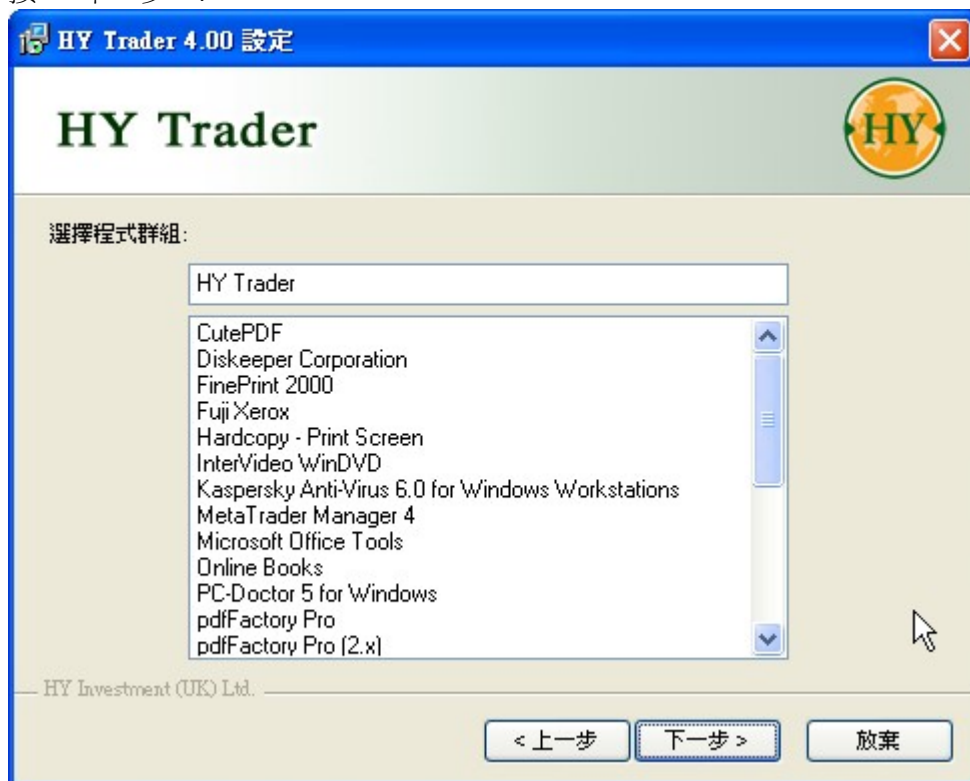 HY Trader 4.00 設定
HY Trader
HY
選擇程式群組:
HY Trader
CutePDF
Diskeeper Corporation
FinePrint 2000
Fuji Xerox
Hardcopy - Print Screen
InterVideo WinDVD
Kaspersky Anti-Virus 6.0 for Windows Workstations
MetaTrader Manager 4
Microsoft Office Tools
Online Books
PC-Doctor 5 for Windows
pdfFactory Pro
pdfFactory Pro (2.x)
HY Investment (UK) Ltd.
<上一步 下一步> 放棄